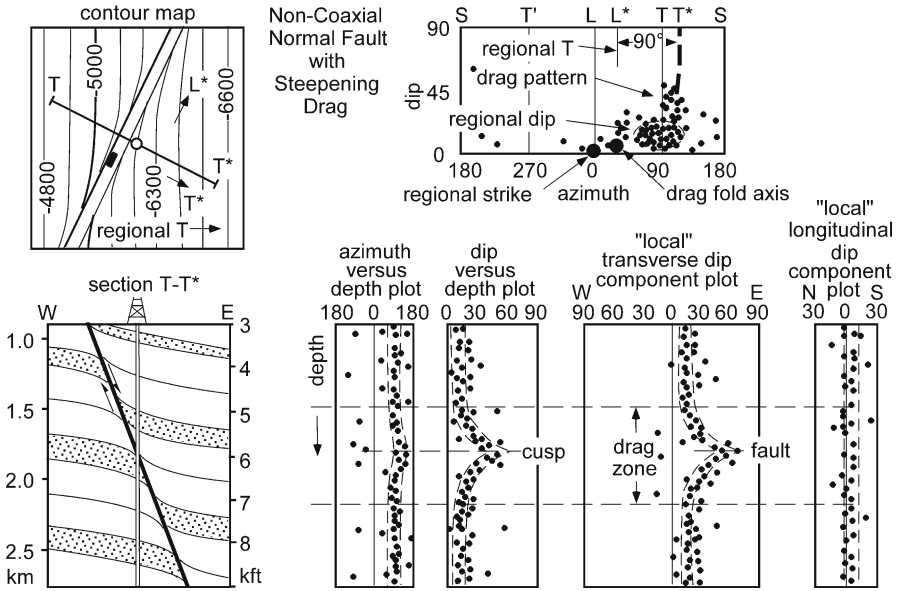 contour map
-5000
-6600
T
L*
-4800
-6300
T*
T*
regional T
Non-Coaxial
Normal Fault
with
Steepening
Drag
S T' L L* T T* S
90
45
0
dip
regional T
90°
drag pattern
regional dip
180 270 0 90 180
regional strike
azimuth
drag fold axis
section T-T*
W E
1.0
1.5
2.0
2.5
km
3
4
5
6
7
8
kft
azimuth
versus
depth plot
180 0 180
depth
dip
versus
depth plot
0 30 60 90
cusp
"local"
transverse dip
component plot
W E
90 60 30 0 30 60 90
drag
zone
fault
"local"
longitudinal
dip
component
plot
N S
30 0 30